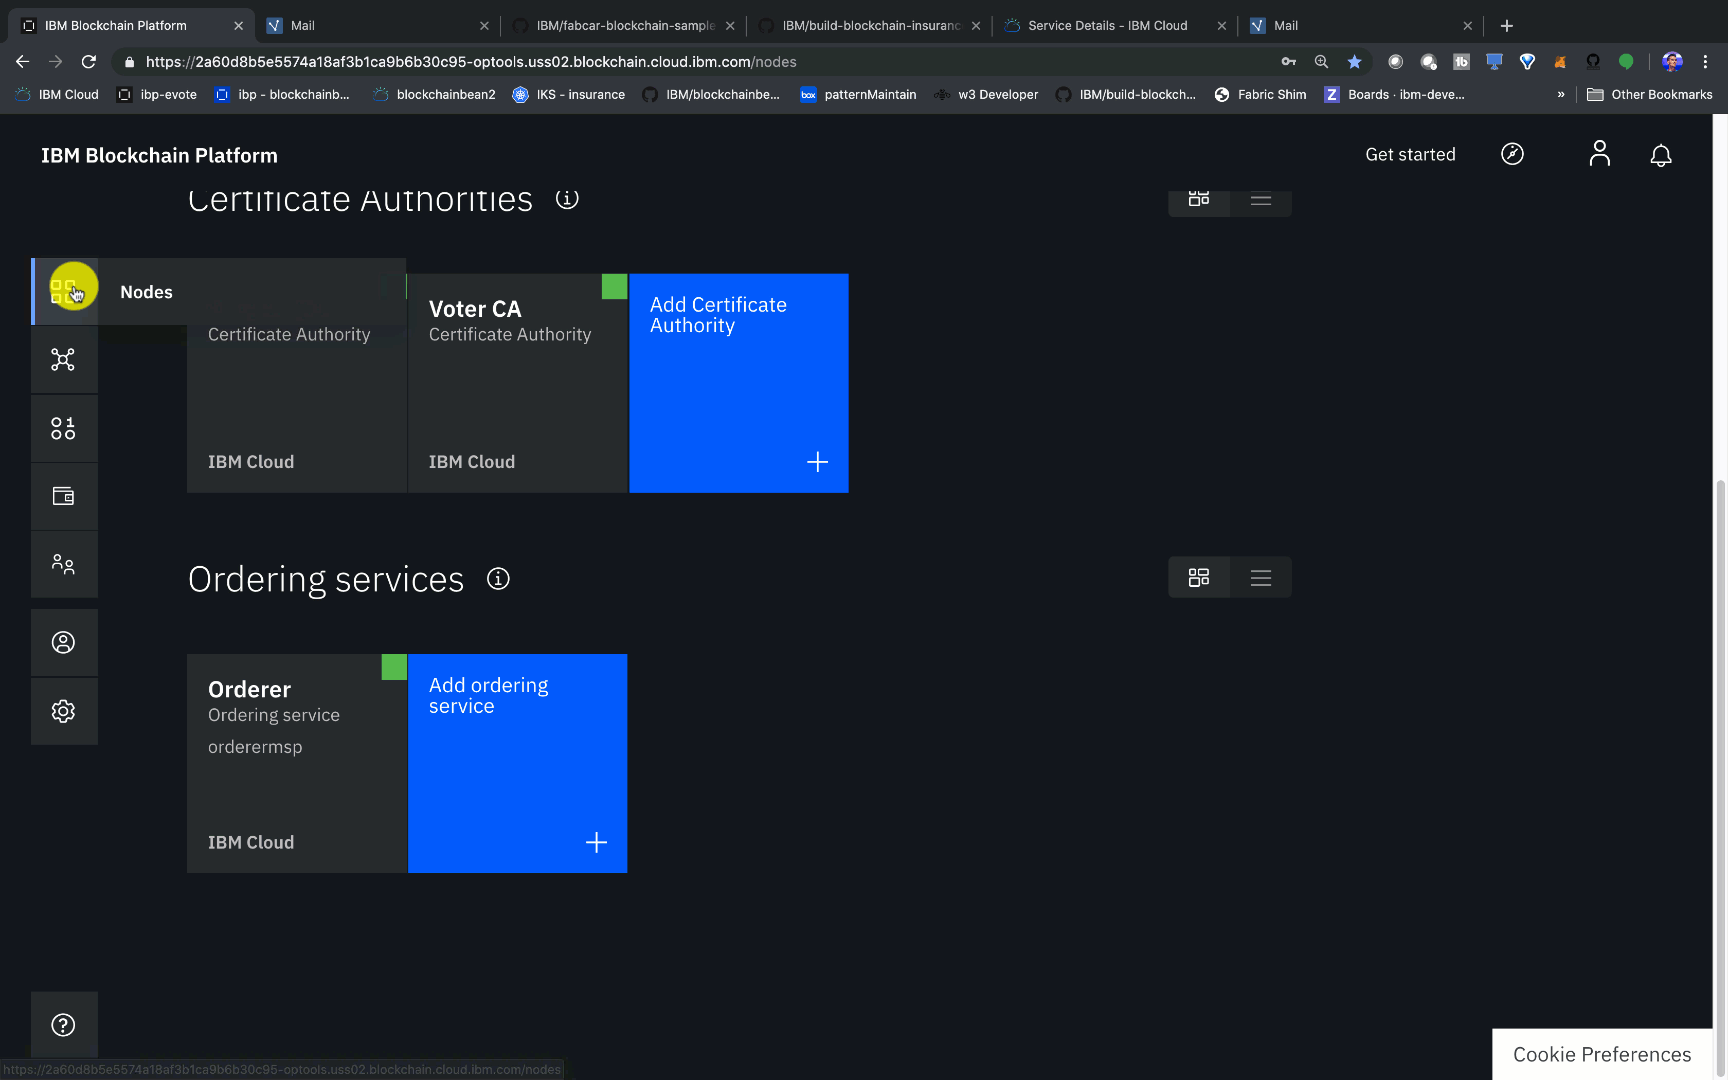 IBM Blockchain Platform
Mail
IBM/fabcar-blockchain-sample
IBM/build-blockchain-insuranc
Service Details - IBM Cloud
Mail
https://2a60d8b5e5574a18af3b1ca9b6b30c95-optools.uss02.blockchain.cloud.ibm.com/nodes
IBM Cloud
ibp-evote
ibp - blockchainb...
blockchainbean2
IKS - insurance
IBM/blockchainbe...
box
patternMaintain
w3 Developer
IBM/build-blockch...
Fabric Shim
Z
Boards · ibm-deve...
»
Other Bookmarks
IBM Blockchain Platform
Get started
Certificate Authorities
Nodes
Certificate Authority
IBM Cloud
Voter CA
Certificate Authority
IBM Cloud
Add Certificate
Authority
Ordering services
Orderer
Ordering service
orderermsp
IBM Cloud
Add ordering
service
Cookie Preferences
https://2a60d8b5e5574a18af3b1ca9b6b30c95-optools.uss02.blockchain.cloud.ibm.com/nodes